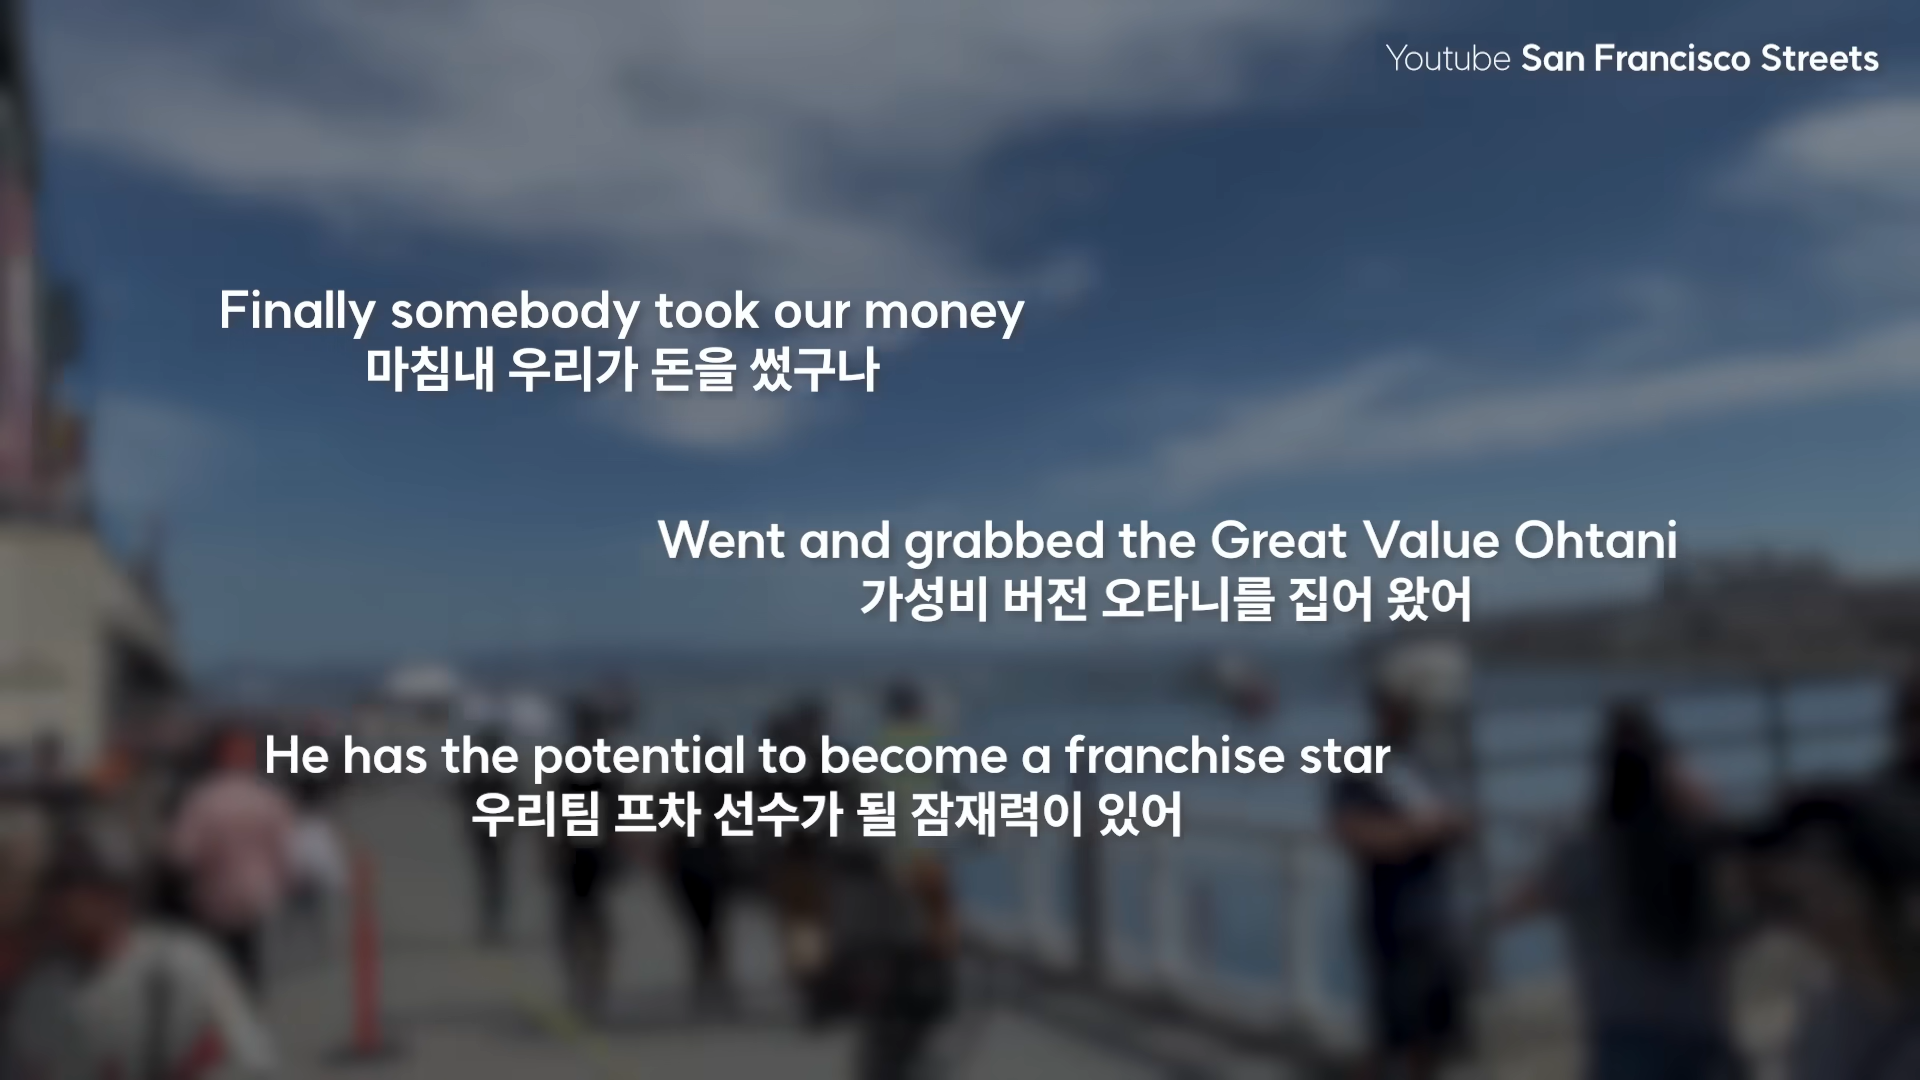 Youtube San Francisco Streets
Finally somebody took our money
마침내 우리가 돈을 썼구나
Went and grabbed the Great Value Ohtani
가성비 버전 오타니를 집어 왔어
He has the potential to become a franchise star
우리팀 프차 선수가 될 잠재력이 있어